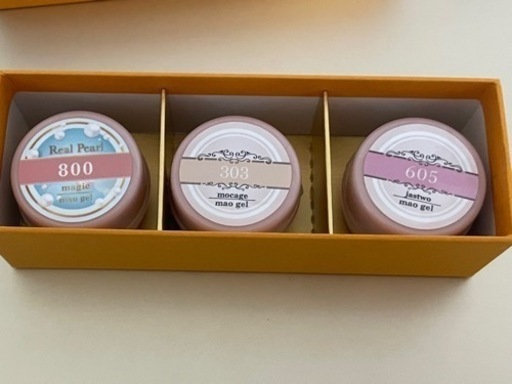 Real Pearl
800
magic
mao gel
303
mocage
mao gel
605
jastwo
mao gel